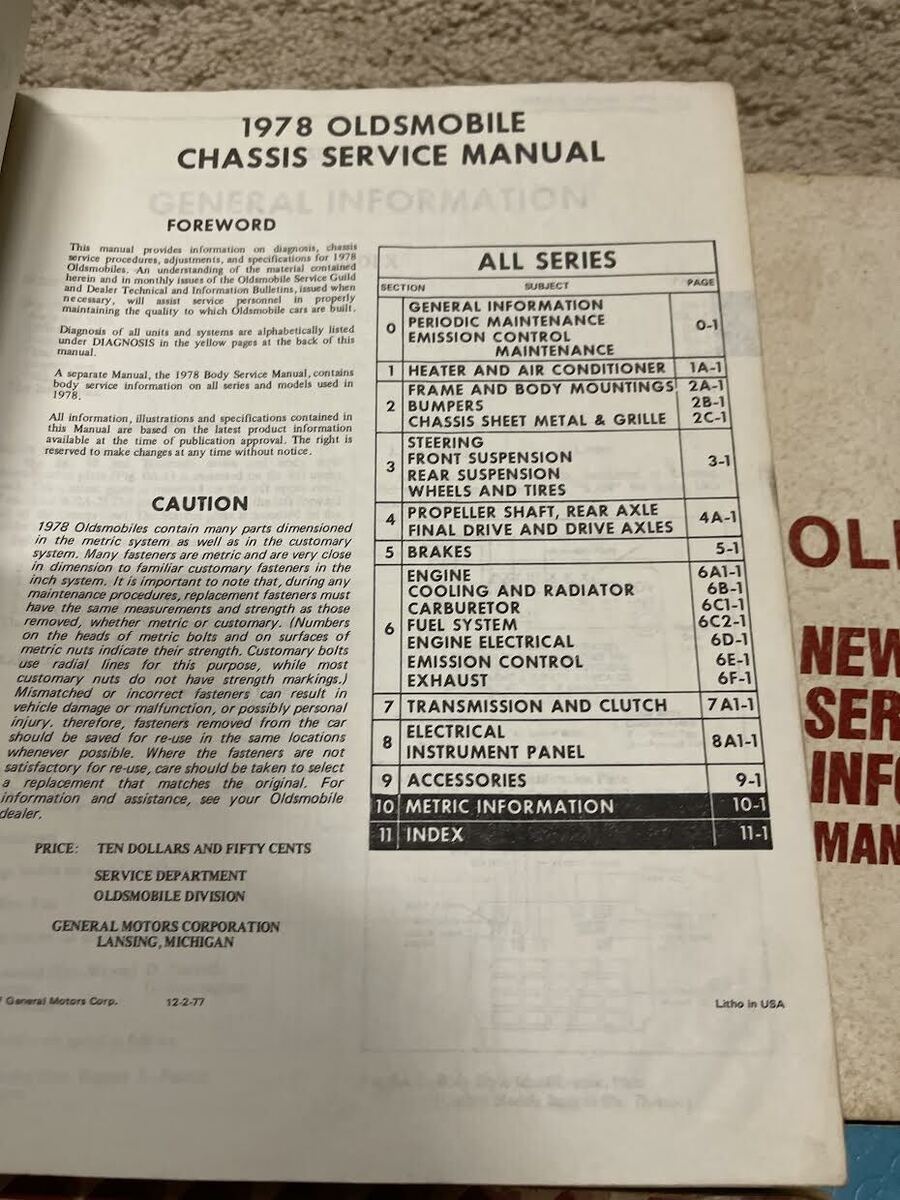 1978 OLDSMOBILE
CHASSIS SERVICE MANUAL
GENERAL INFORMATION
FOREWORD
This manual provides information on diagnosis, chassis
service procedures, adjustments, and specifications for 1978
Oldsmobiles. An understanding of the material contained
herein and in monthly issues of the Oldsmobile Service Guild
and Dealer Technical and Information Bulletins, issued when
necessary, will assist service personnel in properly
maintaining the quality to which Oldsmobile cars are built.
Diagnosis of all units and systems are alphabetically listed
under DIAGNOSIS in the yellow pages at the back of this
manual.
A separate Manual, the 1978 Body Service Manual, contains
body service information on all series and models used in
1978.
All information, illustrations and specifications contained in
this Manual are based on the latest product information
available at the time of publication approval. The right is
reserved to make changes at any time without notice.
CAUTION
1978 Oldsmobiles contain many parts dimensioned
in the metric system as well as in the customary
system. Many fasteners are metric and are very close
in dimension to familiar customary fasteners in the
inch system. It is important to note that, during any
maintenance procedures, replacement fasteners must
have the same measurements and strength as those
removed, whether metric or customary. (Numbers
on the heads of metric bolts and on surfaces of
metric nuts indicate their strength. Customary bolts
use radial lines for this purpose, while most
customary nuts do not have strength markings.)
Mismatched or incorrect fasteners can result in
vehicle damage or malfunction, or possibly personal
injury. therefore, fasteners removed from the car
should be saved for re-use in the same locations
whenever possible. Where the fasteners are not
satisfactory for re-use, care should be taken to select
a replacement that matches the original. For
information and assistance, see your Oldsmobile
dealer.
PRICE: TEN DOLLARS AND FIFTY CENTS
SERVICE DEPARTMENT
OLDSMOBILE DIVISION
GENERAL MOTORS CORPORATION
LANSING, MICHIGAN
General Motors Corp. 12-2-77
ALL SERIES
SECTION SUBJECT PAGE
0 GENERAL INFORMATION
PERIODIC MAINTENANCE 0-1
EMISSION CONTROL
MAINTENANCE
1 HEATER AND AIR CONDITIONER 1A-1
2 FRAME AND BODY MOUNTINGS 2A-1
BUMPERS 2B-1
CHASSIS SHEET METAL & GRILLE 2C-1
3 STEERING
FRONT SUSPENSION 3-1
REAR SUSPENSION
WHEELS AND TIRES
4 PROPELLER SHAFT, REAR AXLE 4A-1
FINAL DRIVE AND DRIVE AXLES
5 BRAKES 5-1
6 ENGINE 6A1-1
COOLING AND RADIATOR 6B-1
CARBURETOR 6C1-1
FUEL SYSTEM 6C2-1
ENGINE ELECTRICAL 6D-1
EMISSION CONTROL 6E-1
EXHAUST 6F-1
7 TRANSMISSION AND CLUTCH 7A1-1
8 ELECTRICAL 8A1-1
INSTRUMENT PANEL
9 ACCESSORIES 9-1
10 METRIC INFORMATION 10-1
11 INDEX 11-1
Litho in USA
OL
NEW
SER
INF
MAN